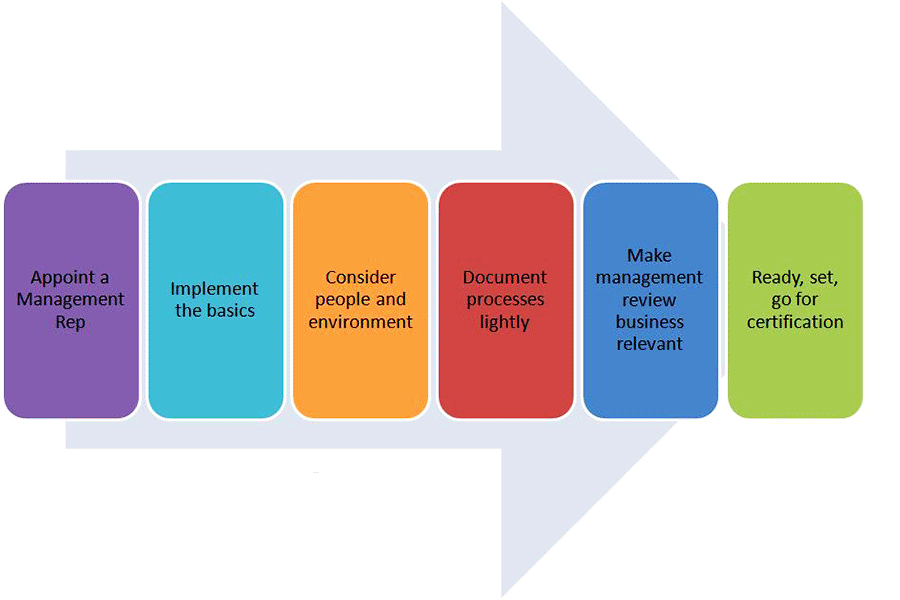 Appoint a
Management
Rep
Implement
the basics
Consider
people and
environment
Document
processes
lightly
Make
management
review
business
relevant
Ready, set,
go for
certification